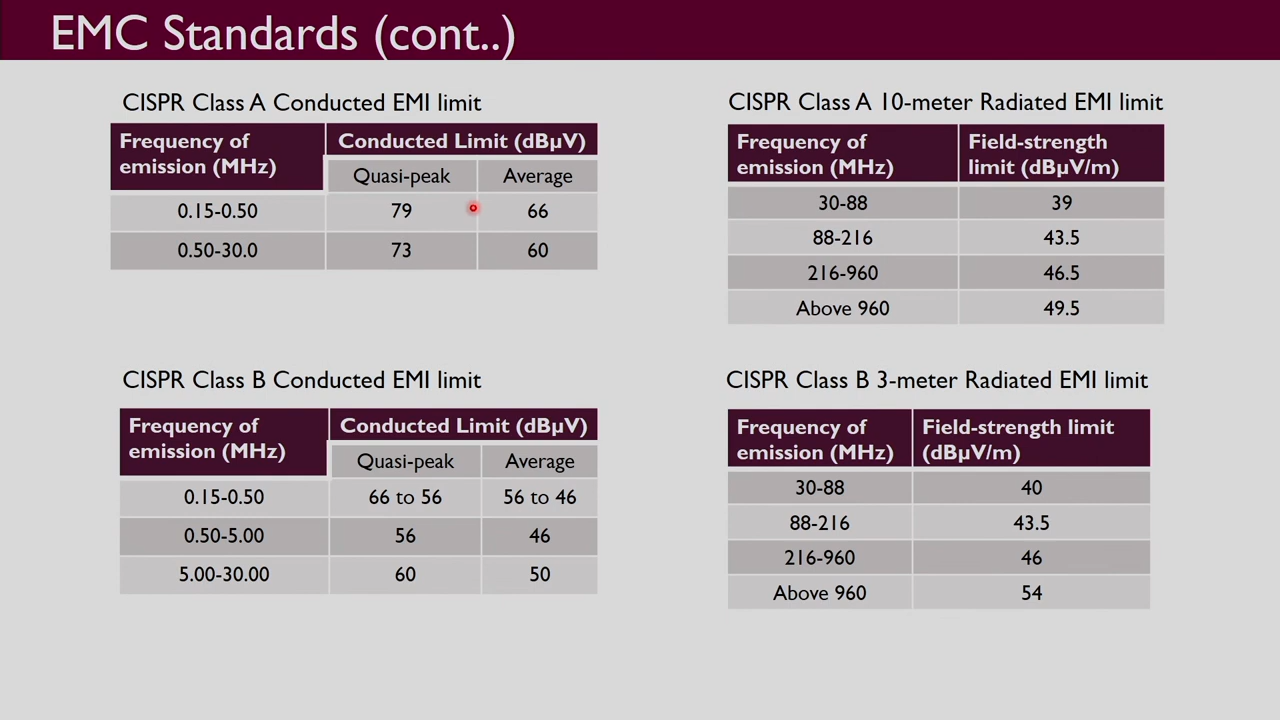 EMC Standards (cont..)
CISPR Class A Conducted EMI limit
Frequency of emission (MHz) Conducted Limit (dBµV)
Quasi-peak Average
0.15-0.50 79 66
0.50-30.0 73 60
CISPR Class A 10-meter Radiated EMI limit
Frequency of emission (MHz) Field-strength limit (dBµV/m)
30-88 39
88-216 43.5
216-960 46.5
Above 960 49.5
CISPR Class B Conducted EMI limit
Frequency of emission (MHz) Conducted Limit (dBµV)
Quasi-peak Average
0.15-0.50 66 to 56 56 to 46
0.50-5.00 56 46
5.00-30.00 60 50
CISPR Class B 3-meter Radiated EMI limit
Frequency of emission (MHz) Field-strength limit (dBµV/m)
30-88 40
88-216 43.5
216-960 46
Above 960 54